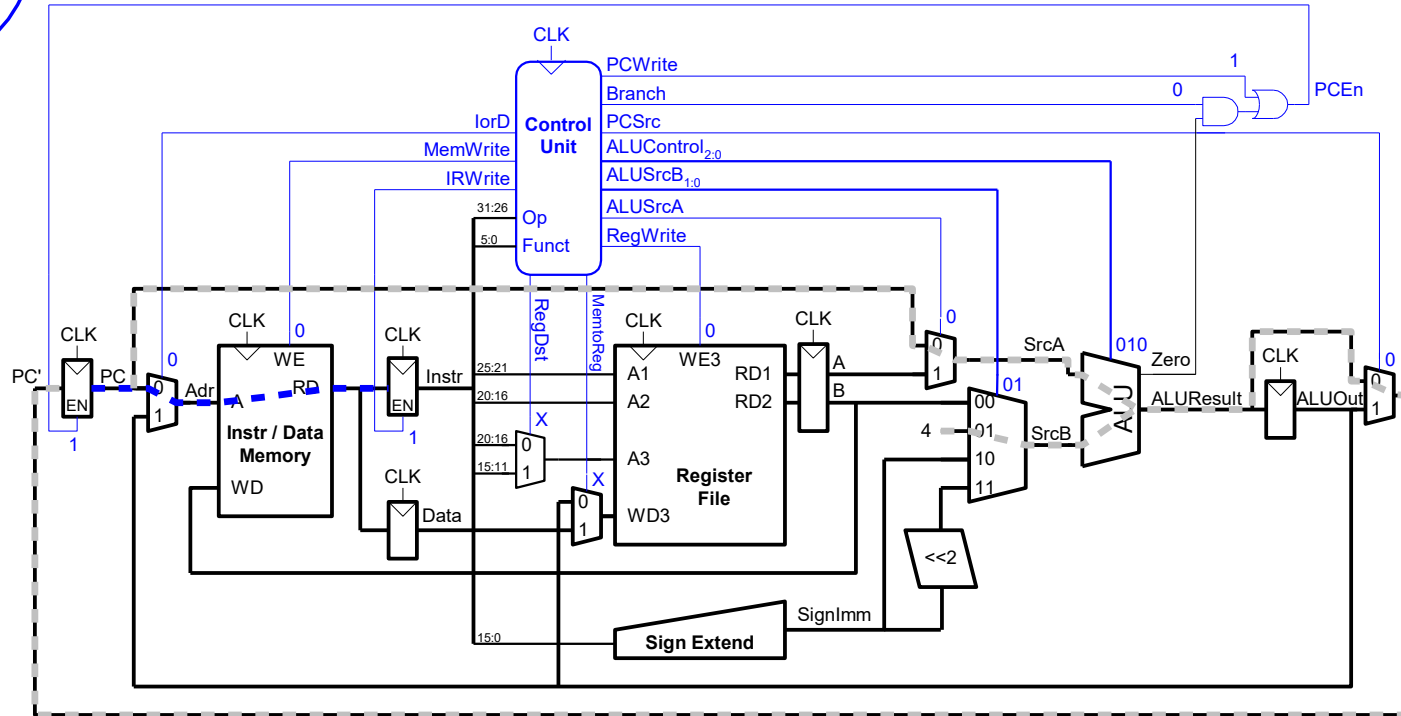 CLK
PCWrite
1
Branch
0
PCEn
IorD
Control
Unit
PCSrc
MemWrite
ALUControl2:0
IRWrite
ALUSrcB1:0
31:26
Op
ALUSrcA
5:0
Funct
RegWrite
RegDst
MemtoReg
CLK
0
CLK
0
CLK
CLK
0
CLK
0
SrcA
010
Zero
CLK
0
PC'
PC
EN
0
1
Adr
WE
A
RD
Instr / Data
Memory
WD
EN
Instr
25:21
A1
WE3
RD1
A
0
1
20:16
A2
RD2
B
01
00
4
01
SrcB
10
11
ALU
ALUResult
ALUOut
0
1
1
1
X
20:16
0
15:11
1
A3
Register
File
CLK
Data
X
0
1
WD3
<<2
SignImm
15:0
Sign Extend